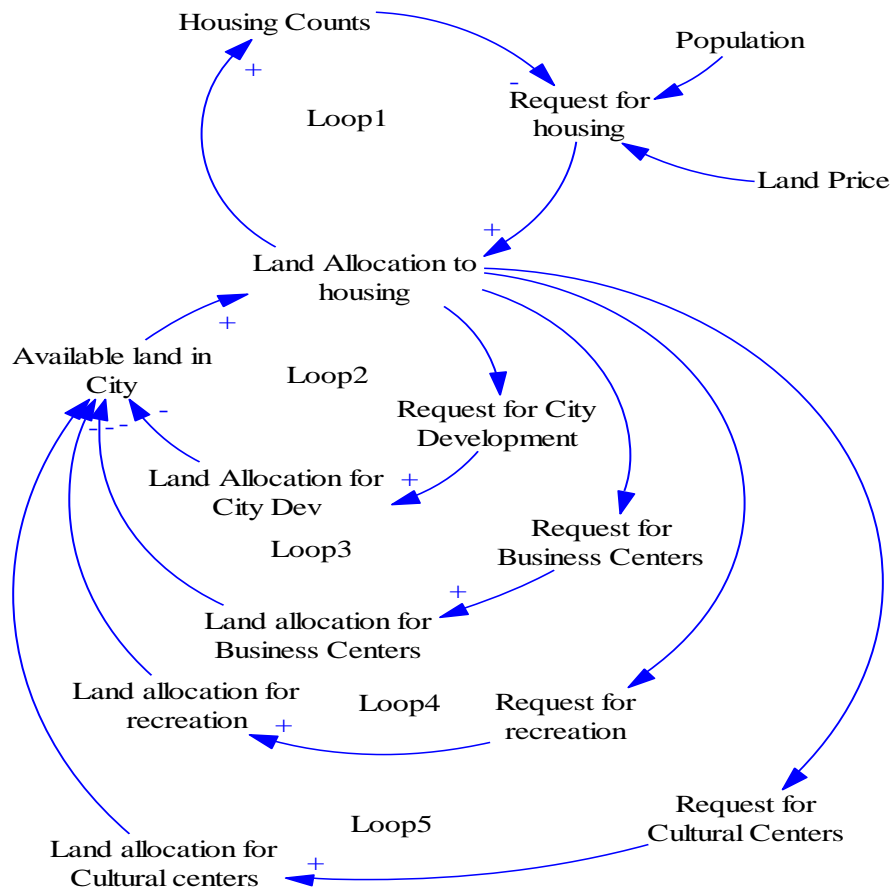 Housing Counts
Population
+
-
Request for
housing
Loop1
Land Price
+
Land Allocation to
housing
+
Available land in
City
Loop2
Request for City
Development
-
- - -
+
Land Allocation for
City Dev
Request for
Business Centers
Loop3
+
Land allocation for
Business Centers
Land allocation for
recreation
Loop4
Request for
recreation
+
Request for
Cultural Centers
Loop5
Land allocation for
Cultural centers
+